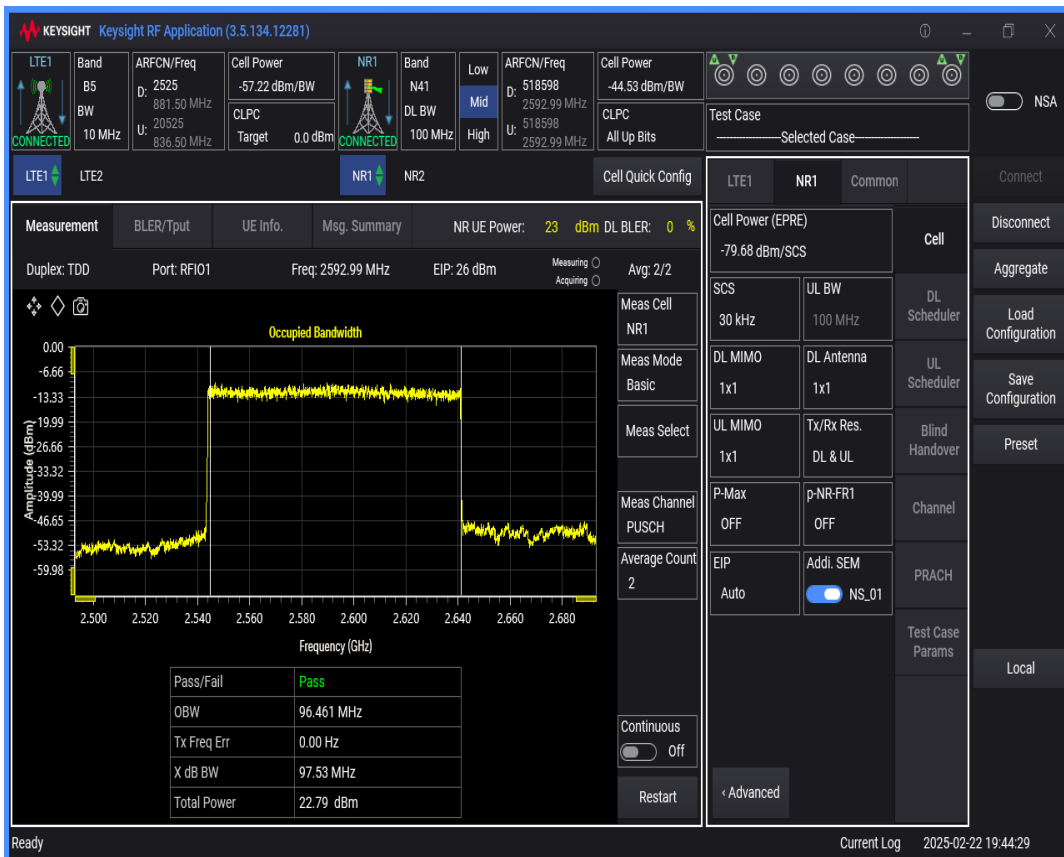 KEYSIGHT Keysight RF Application (3.5.134.12281)
LTE1 Band ARFCN/Freq Cell Power NR1 Band Low ARFCN/Freq Cell Power
B5 D: 2525 -57.22 dBm/BW N41 D: 518598 -44.53 dBm/BW
881.50 MHz 2592.99 MHz
BW CLPC DL BW Mid CLPC Test Case
U: 20525 U: 518598
CONNECTED 10 MHz 836.50 MHz Target 0.0 dBm CONNECTED 100 MHz High 2592.99 MHz All Up Bits Selected Case
NSA
LTE1 LTE2 NR1 NR2 Cell Quick Config
Measurement BLER/Tput UE Info. Msg. Summary NR UE Power: 23 dBm DL BLER: 0 %
Duplex: TDD Port: RFIO1 Freq: 2592.99 MHz EIP: 26 dBm Measuring Avg: 2/2
Acquiring
Occupied Bandwidth
Amplitude (dBm)
0.00
-6.66
-13.33
-19.99
-26.66
-33.32
-39.99
-46.65
-53.32
-59.98
2.500 2.520 2.540 2.560 2.580 2.600 2.620 2.640 2.660 2.680
Frequency (GHz)
Pass/Fail Pass
OBW 96.461 MHz
Tx Freq Err 0.00 Hz
X dB BW 97.53 MHz
Total Power 22.79 dBm
Meas Cell
NR1
Meas Mode
Basic
Meas Select
Meas Channel
PUSCH
Average Count
2
Continuous
Off
Restart
LTE1 NR1 Common
Cell Power (EPRE)
-79.68 dBm/SCS
SCS UL BW
30 kHz 100 MHz
DL MIMO DL Antenna
1x1 1x1
UL MIMO Tx/Rx Res.
1x1 DL & UL
P-Max p-NR-FR1
OFF OFF
EIP Addi. SEM
Auto NS_01
‹ Advanced
Cell
DL
Scheduler
UL
Scheduler
Blind
Handover
Channel
PRACH
Test Case
Params
Connect
Disconnect
Aggregate
Load
Configuration
Save
Configuration
Preset
Local
Ready Current Log 2025-02-22 19:44:29